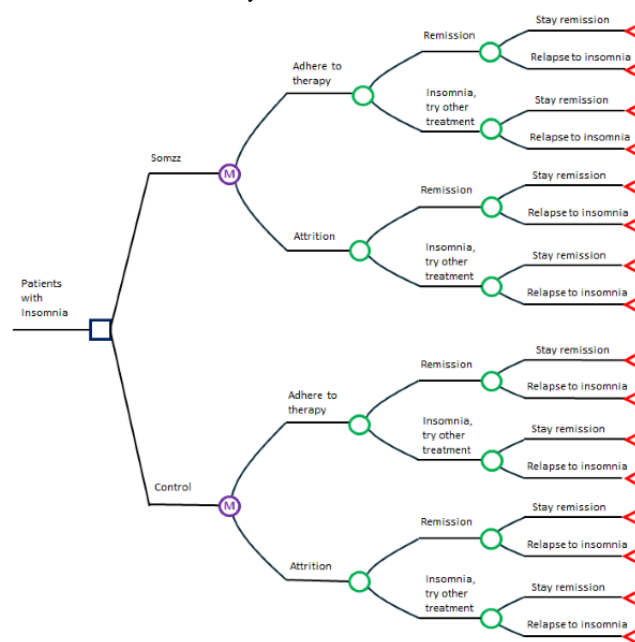 Stay remission
Remission
Relapse to insomnia
Adhere to
therapy
Insomnia,
try other
treatment
Stay remission
Relapse to insomnia
Somzz
M
Stay remission
Remission
Relapse to insomnia
Attrition
Insomnia,
try other
treatment
Stay remission
Relapse to insomnia
Patients
with
Insomnia
Stay remission
Remission
Relapse to insomnia
Adhere to
therapy
Insomnia,
try other
treatment
Stay remission
Relapse to insomnia
Control
M
Stay remission
Remission
Relapse to insomnia
Attrition
Insomnia,
try other
treatment
Stay remission
Relapse to insomnia